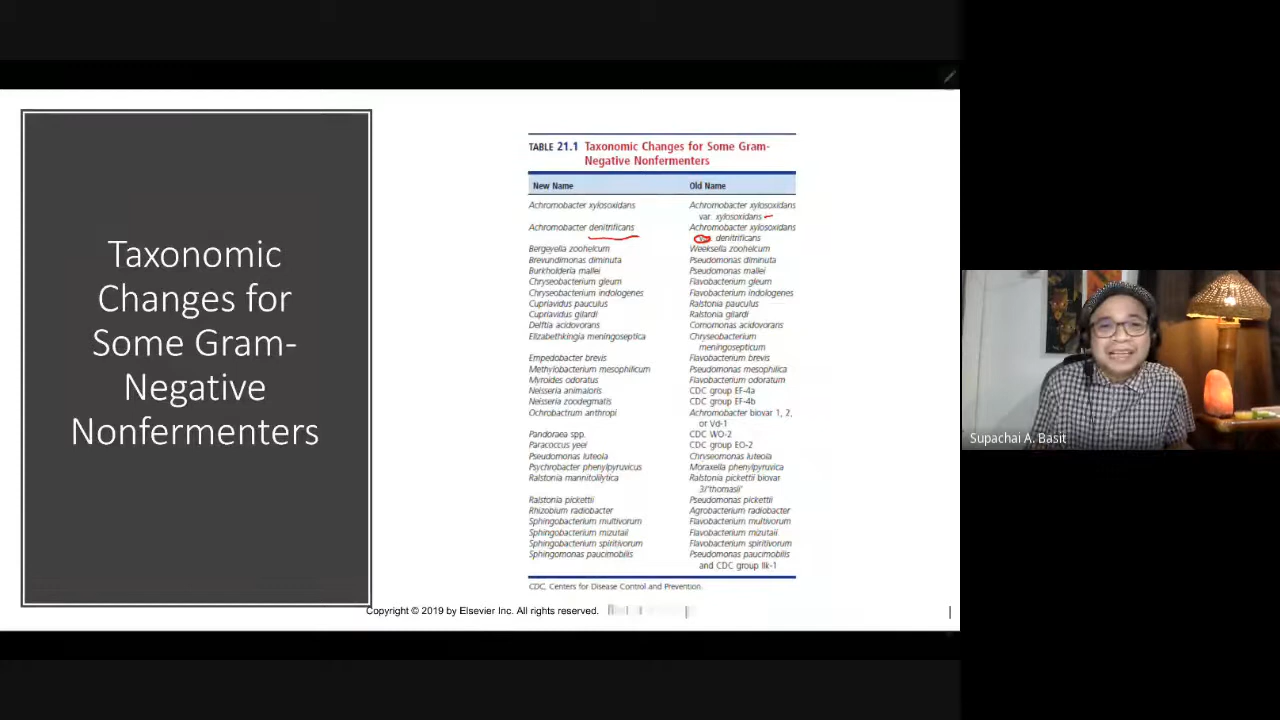 Taxonomic
Changes for
Some Gram-
Negative
Nonfermenters
TABLE 21.1 Taxonomic Changes for Some Gram-
Negative Nonfermenters
New Name Old Name
Achromobacter xylosoxidans Achromobacter xylosoxidans
var. xylosoxidans
Achromobacter denitrificans Achromobacter xylosoxidans
denitrificans
Bergeyella zoohelcum Weeksella zoohelcum
Brevundimonas diminuta Pseudomonas diminuta
Burkholderia mallei Pseudomonas mallei
Chryseobacterium gleum Flavobacterium gleum
Chryseobacterium indologenes Flavobacterium indologenes
Cupriavidus pauculus Ralstonia paucula
Cupriavidus gilardi Ralstonia gilardi
Delftia acidovorans Comomonas acidovorans
Elizabethkingia meningoseptica Chryseobacterium
meningosepticum
Empedobacter brevis Flavobacterium brevis
Methylobacterium mesophilicum Pseudomonas mesophilica
Myroides odoratus Flavobacterium odoratum
Neisseria animaloris CDC group EF-4a
Neisseria zoodegmatis CDC group EF-4b
Ochrobactrum anthropi Achromobacter biovar 1, 2,
or Vd-1
Pandoraea spp. CDC WO-2
Paracoccus yeei CDC group EO-2
Pseudomonas luteola Chryseomonas luteola
Psychrobacter phenylpyruvicus Moraxella phenylpyruvica
Ralstonia mannitolilytica Ralstonia pickettii biovar
3/"thomasii"
Ralstonia pickettii Pseudomonas pickettii
Rhizobium radiobacter Agrobacterium radiobacter
Sphingobacterium multivorum Flavobacterium multivorum
Sphingobacterium mizutaii Flavobacterium mizutaii
Sphingobacterium spiritivorum Flavobacterium spiritivorum
Sphingomonas paucimobilis Pseudomonas paucimobilis
and CDC group IIk-1
CDC, Centers for Disease Control and Prevention.
Copyright © 2019 by Elsevier Inc. All rights reserved.
Supachai A. Basit